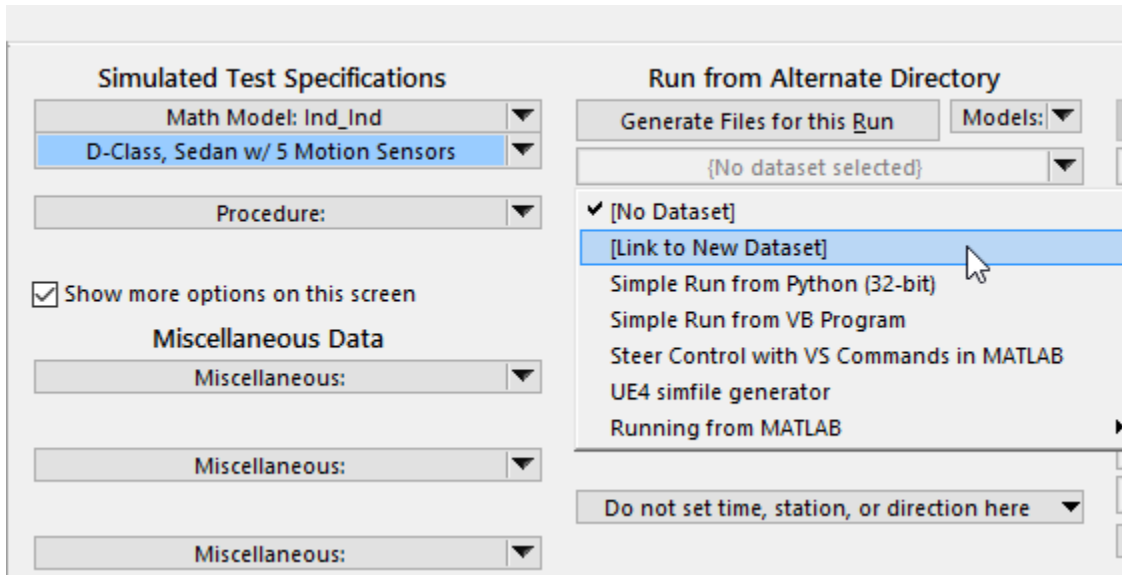 Simulated Test Specifications
Math Model: Ind_Ind
D-Class, Sedan w/ 5 Motion Sensors
Procedure:
Show more options on this screen
Miscellaneous Data
Miscellaneous:
Miscellaneous:
Miscellaneous:
Run from Alternate Directory
Generate Files for this Run
Models:
{No dataset selected}
[No Dataset]
[Link to New Dataset]
Simple Run from Python (32-bit)
Simple Run from VB Program
Steer Control with VS Commands in MATLAB
UE4 simfile generator
Running from MATLAB
Do not set time, station, or direction here